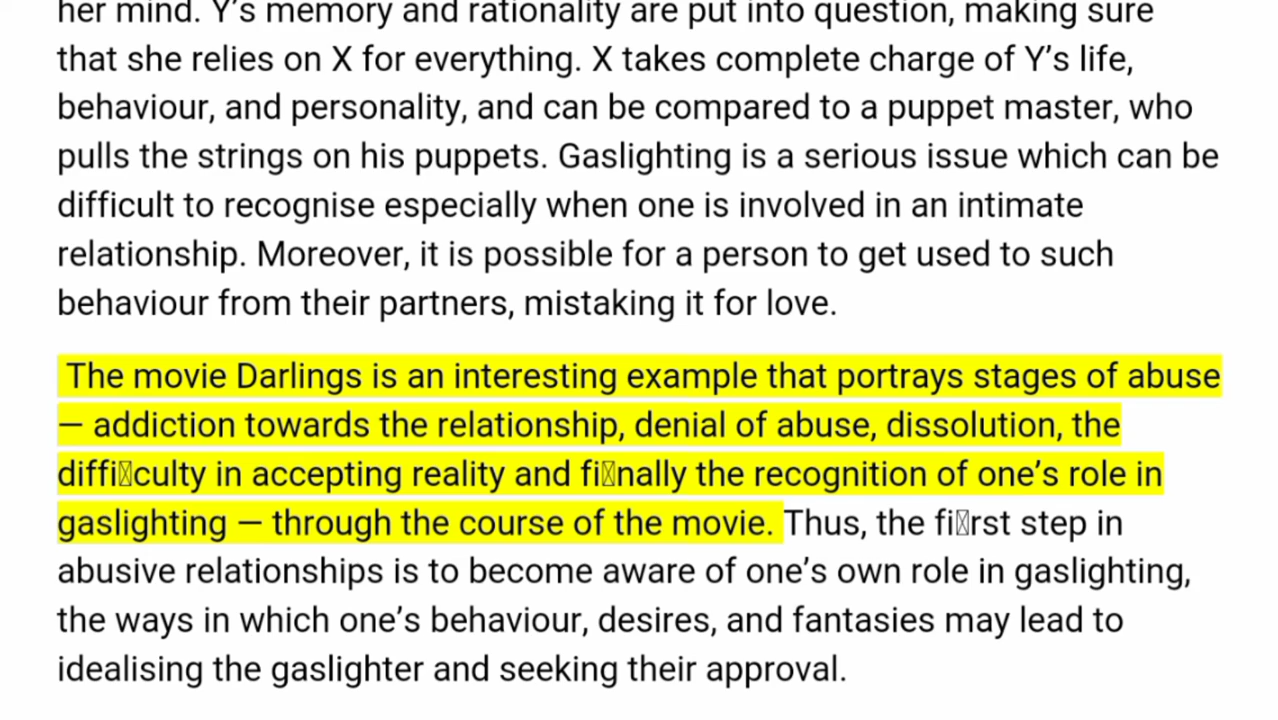 her mind. Y’s memory and rationality are put into question, making sure
that she relies on X for everything. X takes complete charge of Y’s life,
behaviour, and personality, and can be compared to a puppet master, who
pulls the strings on his puppets. Gaslighting is a serious issue which can be
difficult to recognise especially when one is involved in an intimate
relationship. Moreover, it is possible for a person to get used to such
behaviour from their partners, mistaking it for love.
The movie Darlings is an interesting example that portrays stages of abuse
— addiction towards the relationship, denial of abuse, dissolution, the
diffi▯culty in accepting reality and fi▯nally the recognition of one’s role in
gaslighting — through the course of the movie. Thus, the fi▯rst step in
abusive relationships is to become aware of one’s own role in gaslighting,
the ways in which one’s behaviour, desires, and fantasies may lead to
idealising the gaslighter and seeking their approval.